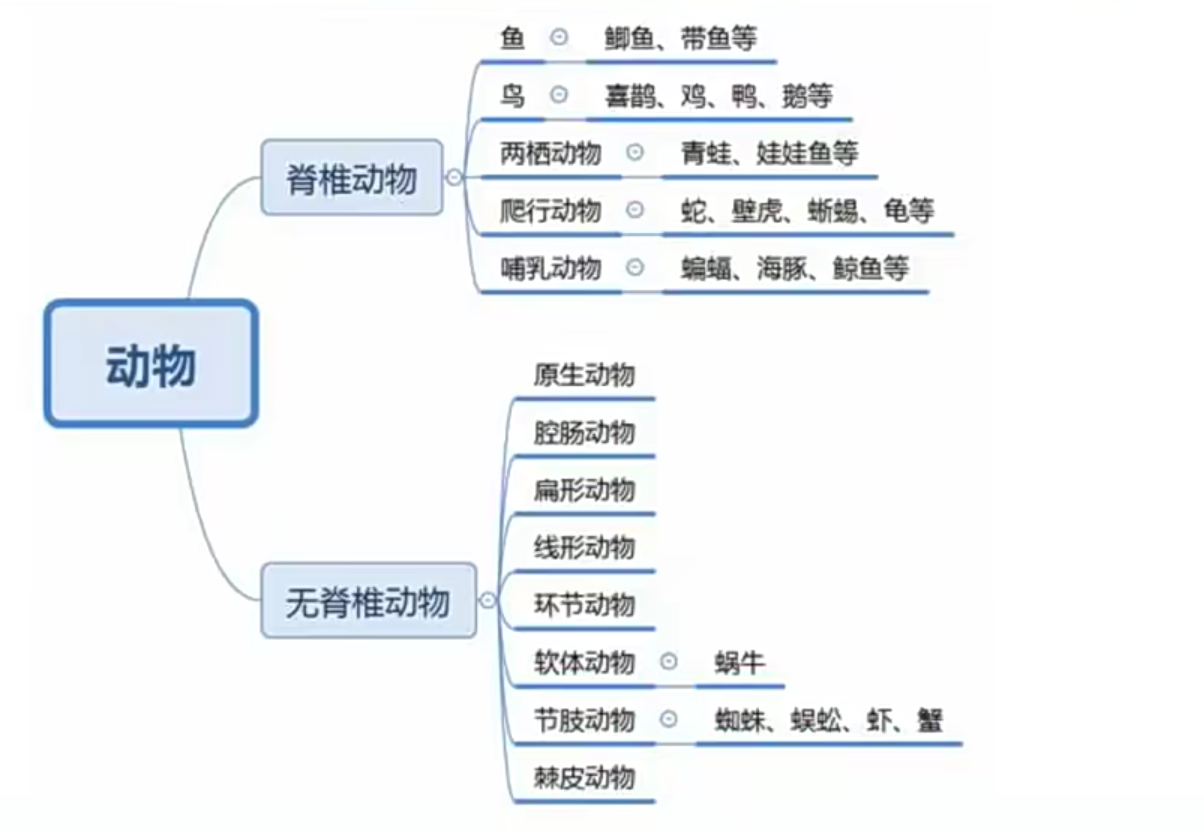 鱼 鲫鱼、带鱼等
鸟 喜鹊、鸡、鸭、鹅等
两栖动物 青蛙、娃娃鱼等
脊椎动物
爬行动物 蛇、壁虎、蜥蜴、龟等
哺乳动物 蝙蝠、海豚、鲸鱼等
动物
原生动物
腔肠动物
扁形动物
线形动物
环节动物
无脊椎动物
软体动物 蜗牛
节肢动物 蜘蛛、蜈蚣、虾、蟹
棘皮动物